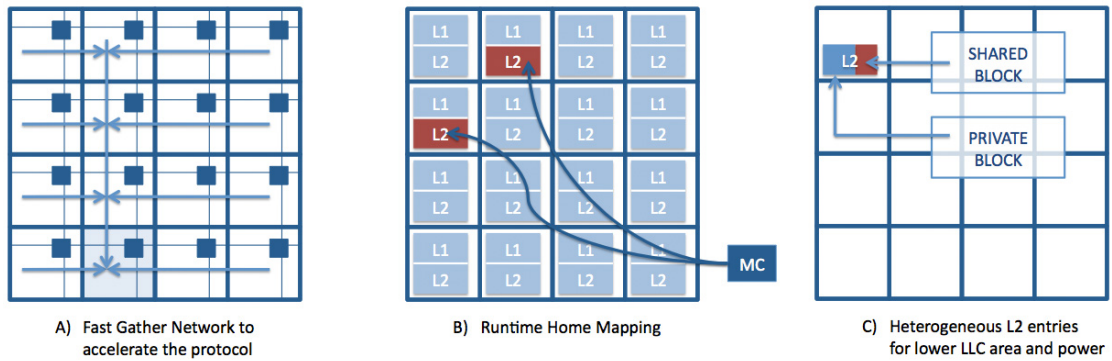 L1 L1 L1 L1
L2 L2 L2 L2
L1 L1 L1 L1
L2 L2 L2 L2
L1 L1 L1 L1
L2 L2 L2 L2
L1 L1 L1 L1
L2 L2 L2 L2
MC
L2
SHARED
BLOCK
PRIVATE
BLOCK
A) Fast Gather Network to
accelerate the protocol
B) Runtime Home Mapping
C) Heterogeneous L2 entries
for lower LLC area and power